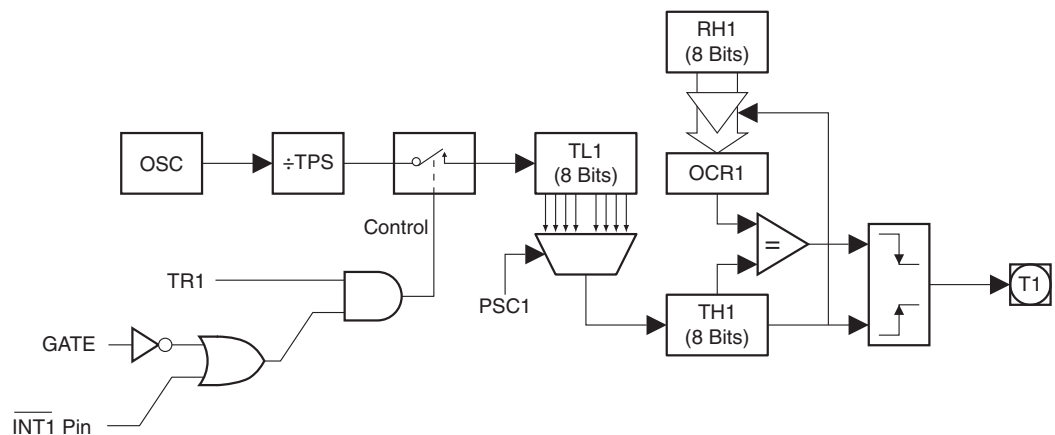 RH1
(8 Bits)
OSC
÷TPS
TL1
(8 Bits)
OCR1
Control
=
TR1
PSC1
T1
TH1
(8 Bits)
GATE
INT1 Pin